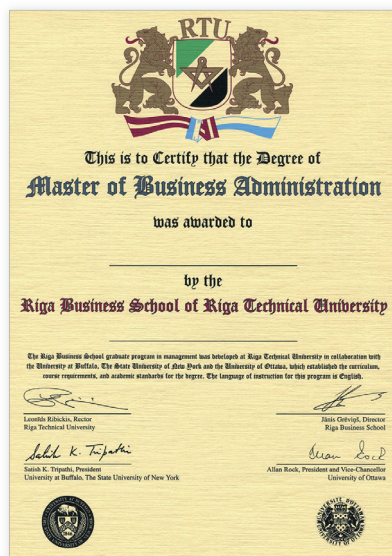 RTU
This is to Certify that the Degree of
Master of Business Administration
was awarded to
by the
Riga Business School of Riga Technical University
The Riga Business School graduate program in management was developed at Riga Technical University in collaboration with
the University at Buffalo, The State University of New York and the University of Ottawa, which established the curriculum,
course requirements, and academic standards for the degree. The language of instruction for this program is English.
Leonīds Ribickis, Rector
Riga Technical University
Jānis Grēviņš, Director
Riga Business School
Satish K. Tripathi
Satish K. Tripathi, President
University at Buffalo, The State University of New York
Allan Rock
Allan Rock, President and Vice-Chancellor
University of Ottawa